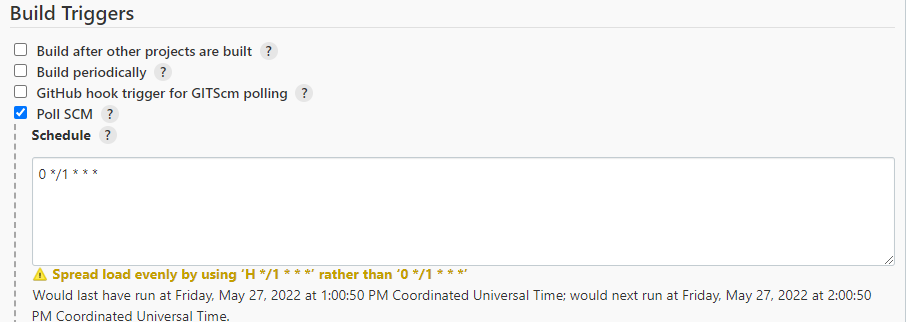 Build Triggers
Build after other projects are built ?
Build periodically ?
GitHub hook trigger for GITScm polling ?
Poll SCM ?
Schedule ?
0 */1 * * *
Spread load evenly by using ‘H */1 * * *’ rather than ‘0 */1 * * *’
Would last have run at Friday, May 27, 2022 at 1:00:50 PM Coordinated Universal Time; would next run at Friday, May 27, 2022 at 2:00:50
PM Coordinated Universal Time.